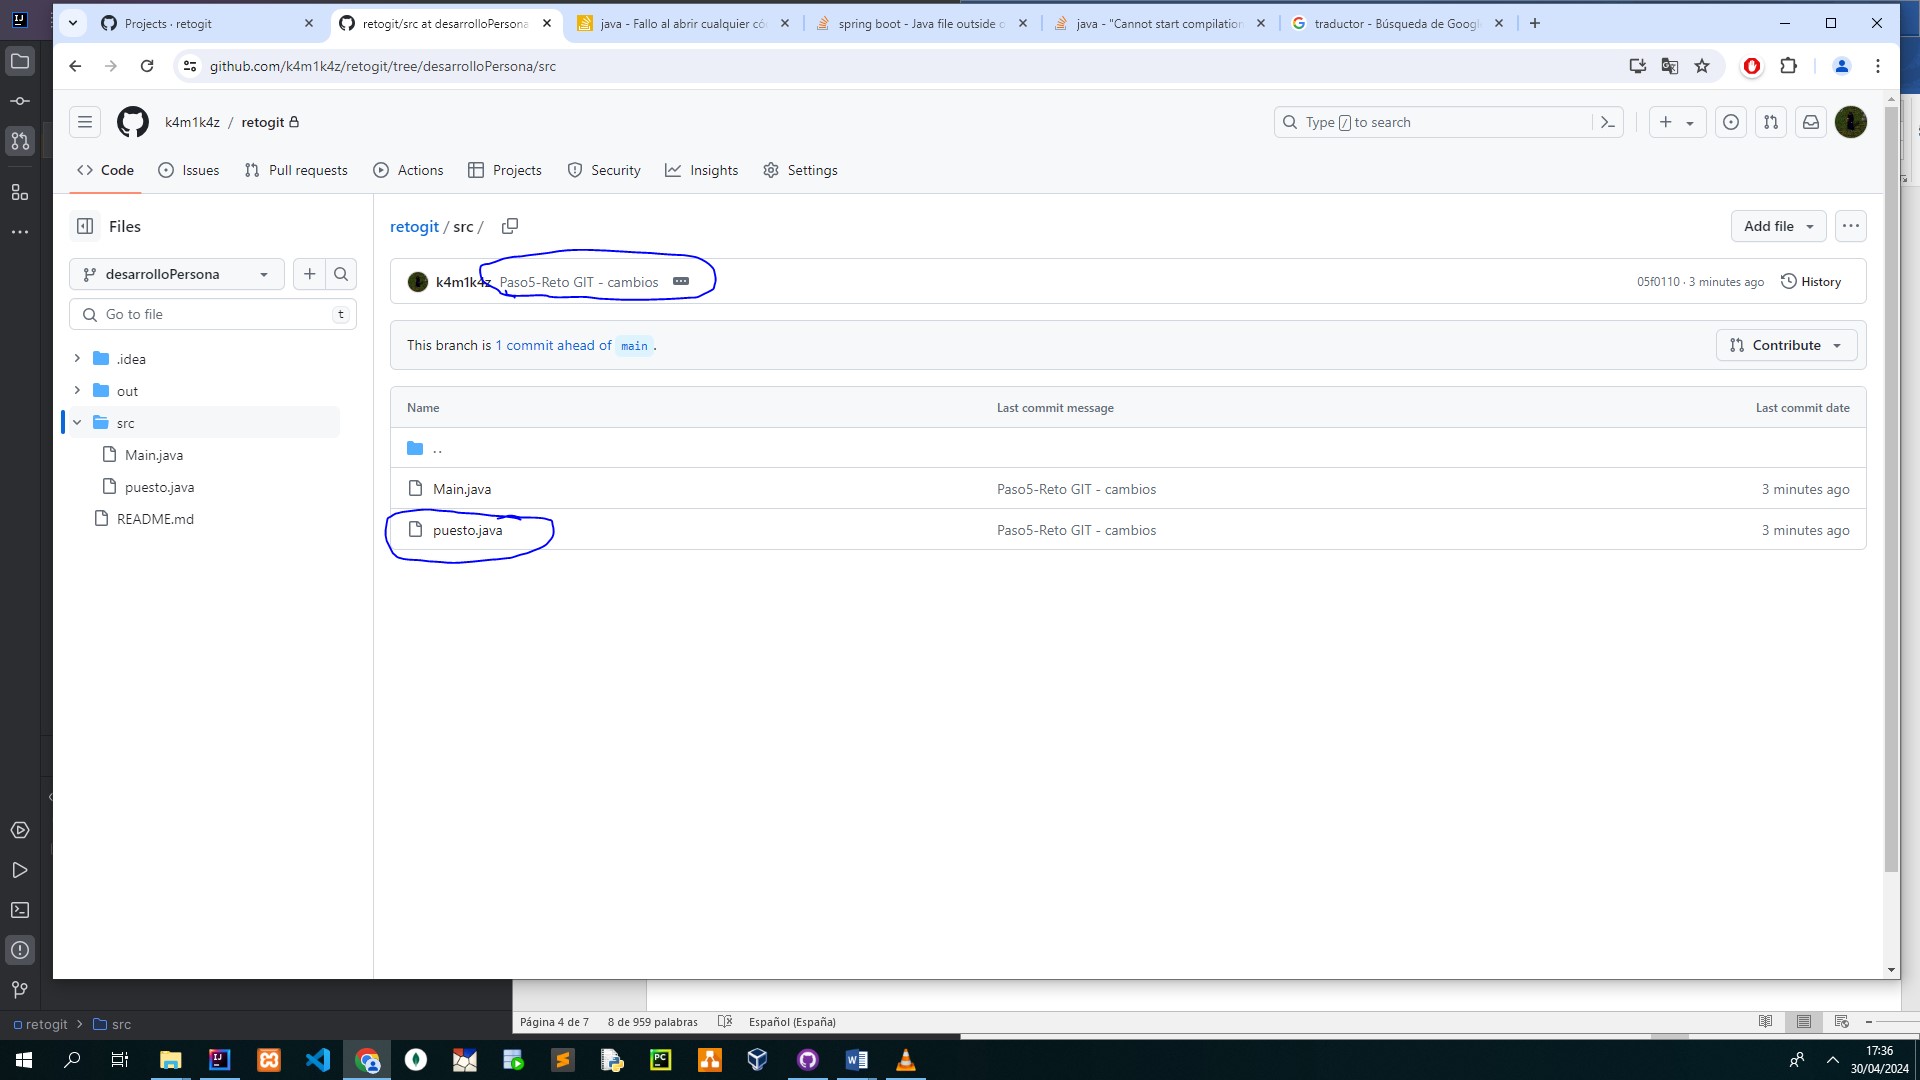 Projects · retogit
retogit/src at desarrolloPersona
java - Fallo al abrir cualquier có
spring boot - Java file outside o
java - "Cannot start compilation
traductor - Búsqueda de Googl
github.com/k4m1k4z/retogit/tree/desarrolloPersona/src
k4m1k4z / retogit
Type / to search
Code
Issues
Pull requests
Actions
Projects
Security
Insights
Settings
Files
retogit / src /
Add file
desarrolloPersona
k4m1k4z Paso5-Reto GIT - cambios
05f0110 · 3 minutes ago
History
Go to file
t
This branch is 1 commit ahead of main .
Contribute
.idea
out
src
Main.java
puesto.java
README.md
Name
Last commit message
Last commit date
..
Main.java
Paso5-Reto GIT - cambios
3 minutes ago
puesto.java
Paso5-Reto GIT - cambios
3 minutes ago
retogit > src
Página 4 de 7
8 de 959 palabras
Español (España)
17:36
30/04/2024